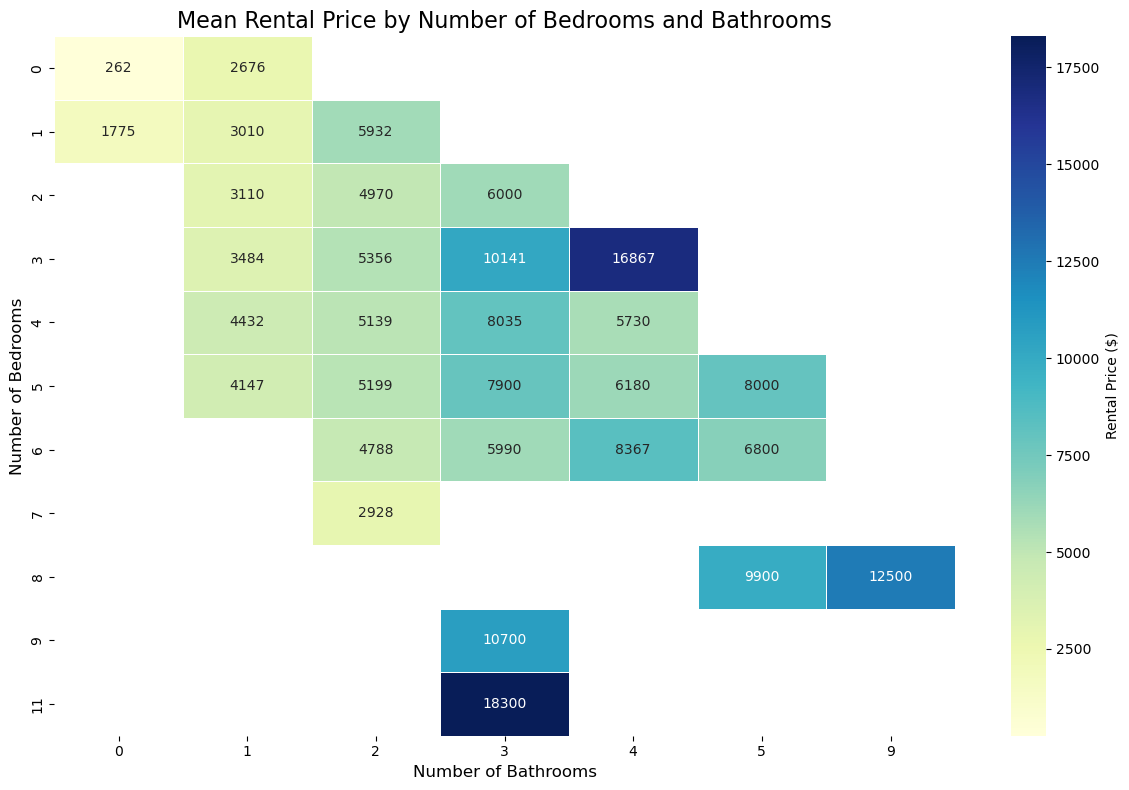 Mean Rental Price by Number of Bedrooms and Bathrooms
Number of Bedrooms
0 262 2676
1 1775 3010 5932
2 3110 4970 6000
3 3484 5356 10141 16867
4 4432 5139 8035 5730
5 4147 5199 7900 6180 8000
6 4788 5990 8367 6800
7 2928
8 9900 12500
9 10700
11 18300
0 1 2 3 4 5 9
Number of Bathrooms
17500
15000
12500
10000
7500
5000
2500
Rental Price ($)